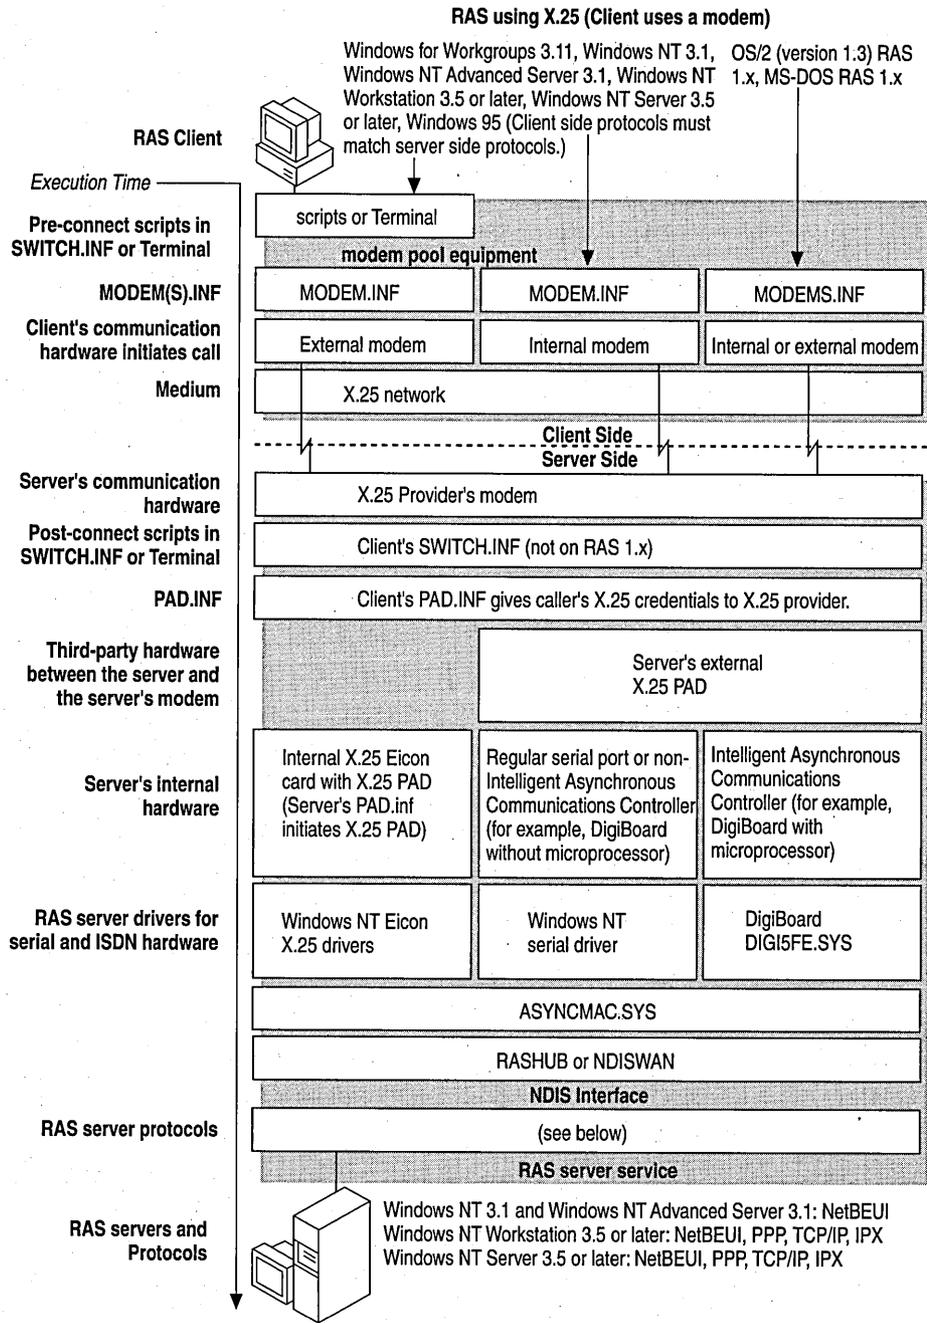 RAS using X.25 (Client uses a modem)
Windows for Workgroups 3.11, Windows NT 3.1,
Windows NT Advanced Server 3.1, Windows NT
Workstation 3.5 or later, Windows NT Server 3.5
or later, Windows 95 (Client side protocols must
match server side protocols.)
OS/2 (version 1.3) RAS
1.x, MS-DOS RAS 1.x
RAS Client
Execution Time
Pre-connect scripts in
SWITCH.INF or Terminal
scripts or Terminal
modem pool equipment
MODEM(S).INF
MODEM.INF
MODEM.INF
MODEMS.INF
Client's communication
hardware initiates call
External modem
Internal modem
Internal or external modem
Medium
X.25 network
Client Side
Server Side
Server's communication
hardware
X.25 Provider's modem
Post-connect scripts in
SWITCH.INF or Terminal
Client's SWITCH.INF (not on RAS 1.x)
PAD.INF
Client's PAD.INF gives caller's X.25 credentials to X.25 provider.
Third-party hardware
between the server and
the server's modem
Server's external
X.25 PAD
Server's internal
hardware
Internal X.25 Eicon
card with X.25 PAD
(Server's PAD.inf
initiates X.25 PAD)
Regular serial port or non-
Intelligent Asynchronous
Communications Controller
(for example, DigiBoard
without microprocessor)
Intelligent Asynchronous
Communications
Controller (for example,
DigiBoard with
microprocessor)
RAS server drivers for
serial and ISDN hardware
Windows NT Eicon
X.25 drivers
Windows NT
serial driver
DigiBoard
DIGI5FE.SYS
ASYNCMAC.SYS
RASHUB or NDISWAN
NDIS Interface
RAS server protocols
(see below)
RAS server service
RAS servers and
Protocols
Windows NT 3.1 and Windows NT Advanced Server 3.1: NetBEUI
Windows NT Workstation 3.5 or later: NetBEUI, PPP, TCP/IP, IPX
Windows NT Server 3.5 or later: NetBEUI, PPP, TCP/IP, IPX